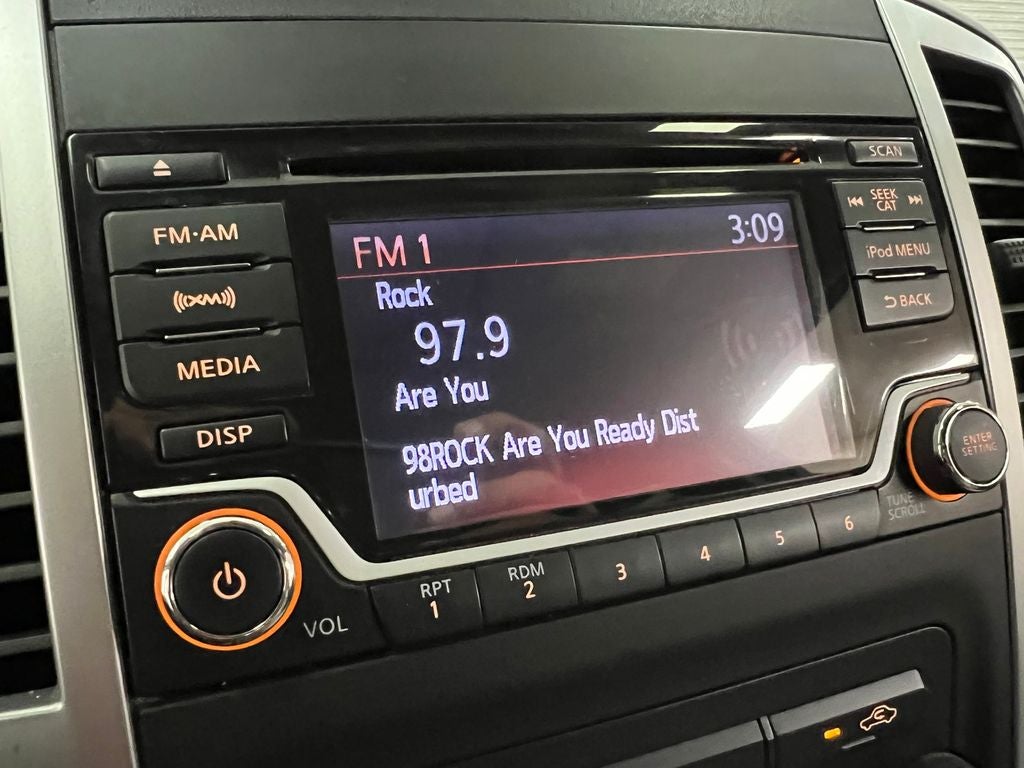 SCAN
FM·AM
XM
MEDIA
DISP
VOL
FM 1 3:09
Rock
97.9
Are You
98ROCK Are You Ready Dist
urbed
SEEK
CAT
iPod MENU
BACK
ENTER
SETTING
TUNE
SCROLL
RPT
1
RDM
2
3
4
5
6